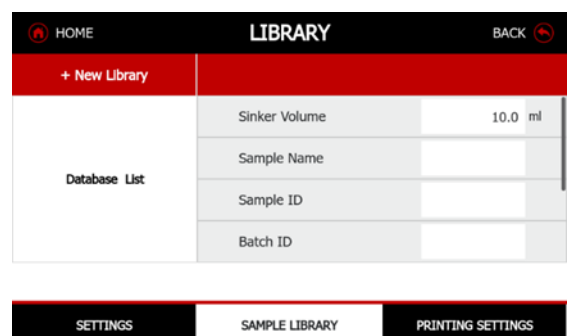 HOME LIBRARY BACK
+ New Library
Sinker Volume 10.0 ml
Sample Name
Database List
Sample ID
Batch ID
SETTINGS SAMPLE LIBRARY PRINTING SETTINGS